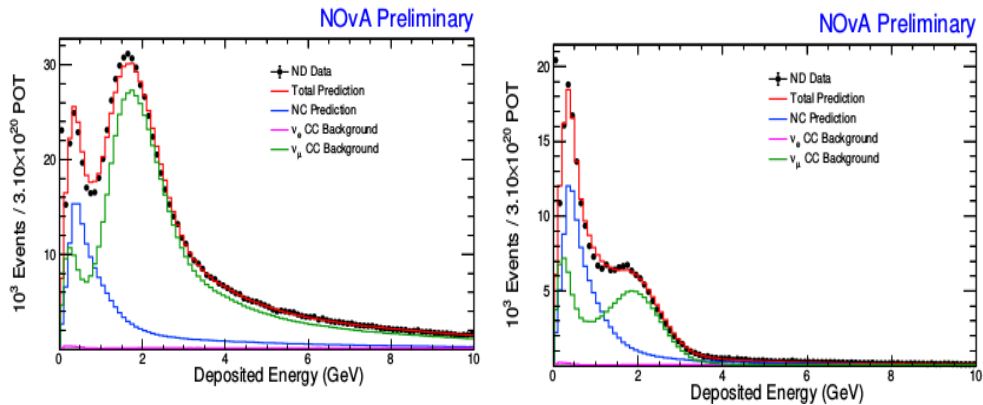 NOvA Preliminary
10³ Events / 3.10×10²⁰ POT
30
20
10
ND Data
Total Prediction
NC Prediction
νe CC Background
νμ CC Background
0 2 4 6 8 10
Deposited Energy (GeV)
NOvA Preliminary
10³ Events / 3.10×10²⁰ POT
20
15
10
5
ND Data
Total Prediction
NC Prediction
νe CC Background
νμ CC Background
0 2 4 6 8 10
Deposited Energy (GeV)